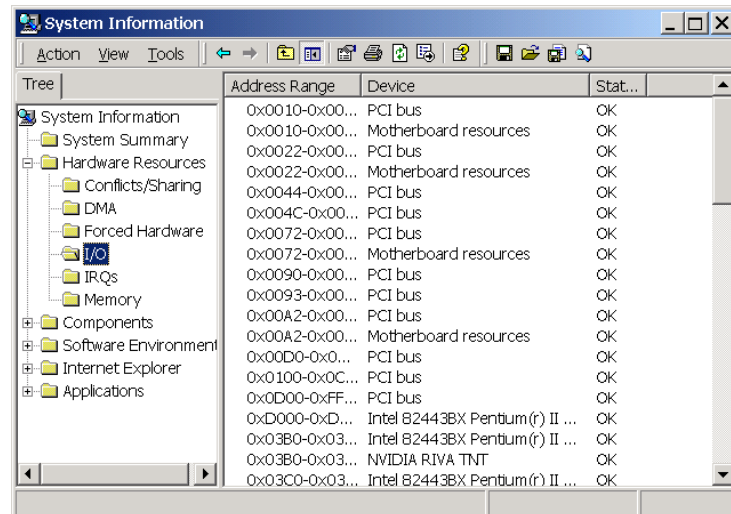 System Information
Action View Tools
Tree
System Information
System Summary
Hardware Resources
Conflicts/Sharing
DMA
Forced Hardware
I/O
IRQs
Memory
Components
Software Environment
Internet Explorer
Applications
Address Range Device Stat...
0x0010-0x00... PCI bus OK
0x0010-0x00... Motherboard resources OK
0x0022-0x00... PCI bus OK
0x0022-0x00... Motherboard resources OK
0x0044-0x00... PCI bus OK
0x004C-0x00... PCI bus OK
0x0072-0x00... PCI bus OK
0x0072-0x00... Motherboard resources OK
0x0090-0x00... PCI bus OK
0x0093-0x00... PCI bus OK
0x00A2-0x00... PCI bus OK
0x00A2-0x00... Motherboard resources OK
0x00D0-0x0... PCI bus OK
0x0100-0x0C... PCI bus OK
0x0D00-0xFF... PCI bus OK
0xD000-0xD... Intel 82443BX Pentium(r) II ... OK
0x03B0-0x03... Intel 82443BX Pentium(r) II ... OK
0x03B0-0x03... NVIDIA RIVA TNT OK
0x03C0-0x03... Intel 82443BX Pentium(r) II ... OK